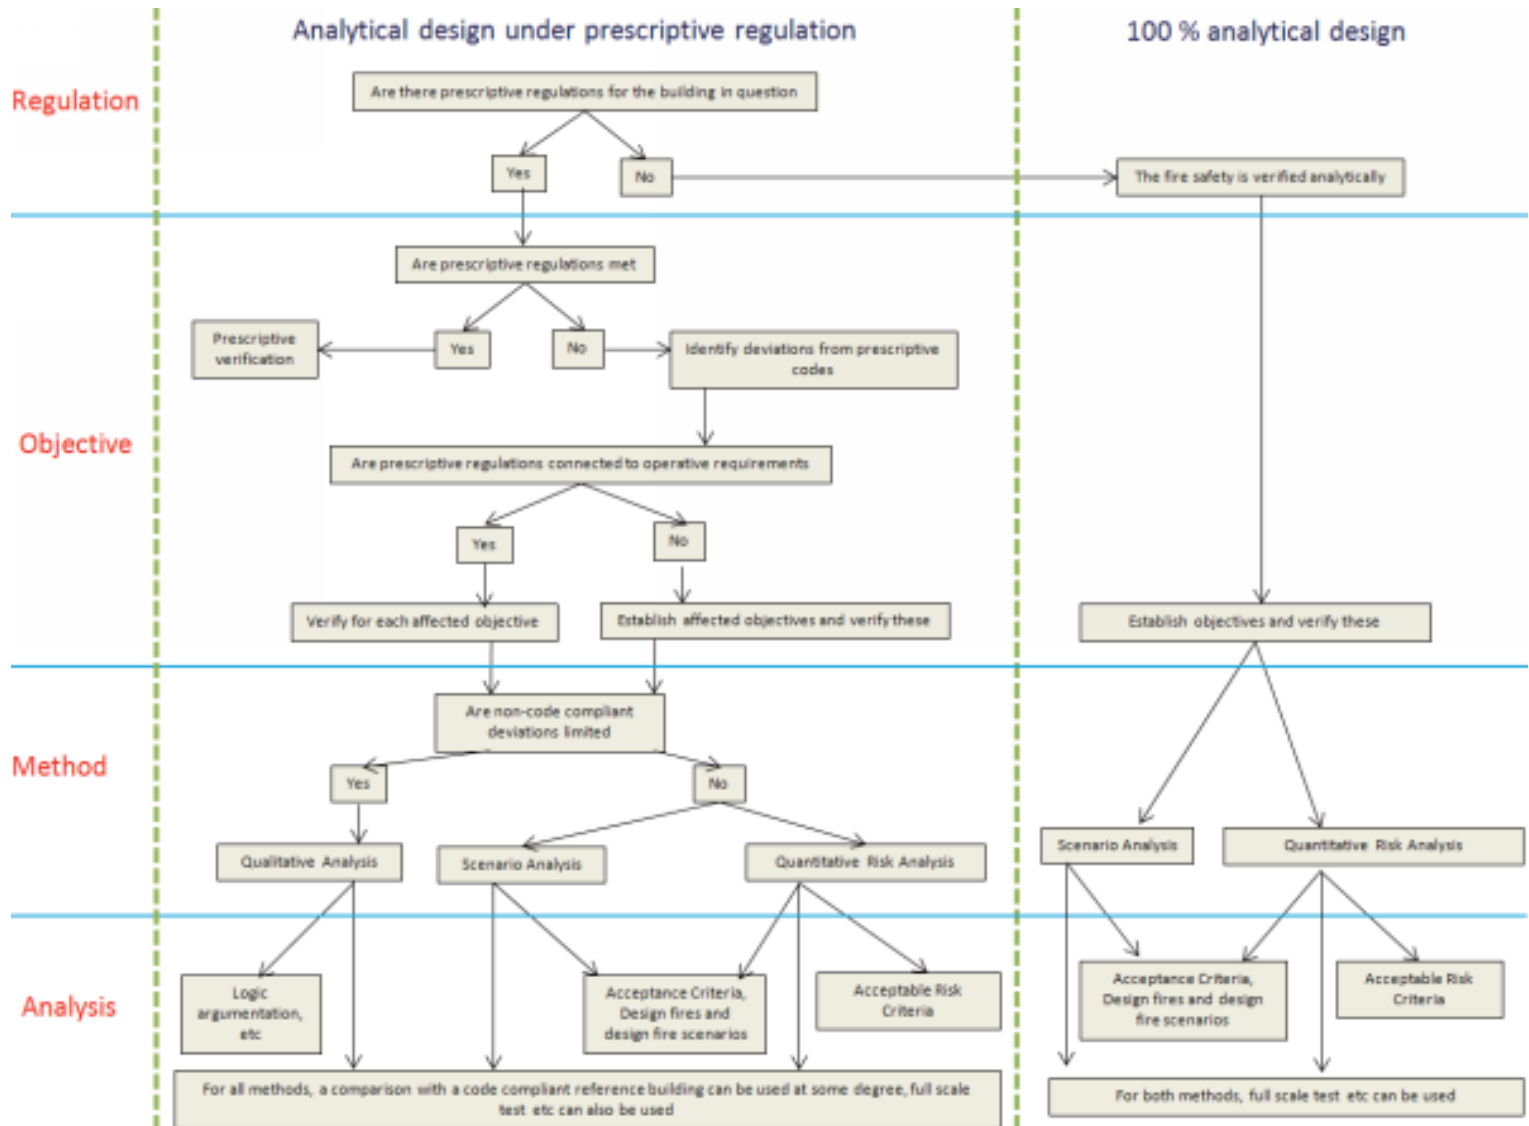 Analytical design under prescriptive regulation
100 % analytical design
Regulation
Are there prescriptive regulations for the building in question
Yes
No
The fire safety is verified analytically
Objective
Are prescriptive regulations met
Prescriptive
verification
Yes
No
Identify deviations from prescriptive
codes
Are prescriptive regulations connected to operative requirements
Yes
No
Verify for each affected objective
Establish affected objectives and verify these
Establish objectives and verify these
Method
Are non-code compliant
deviations limited
Yes
No
Qualitative Analysis
Scenario Analysis
Quantitative Risk Analysis
Scenario Analysis
Quantitative Risk Analysis
Analysis
Logic
argumentation,
etc
Acceptance Criteria,
Design fires and
design fire scenarios
Acceptable Risk
Criteria
Acceptance Criteria,
Design fires and design
fire scenarios
Acceptable Risk
Criteria
For all methods, a comparison with a code compliant reference building can be used at some degree, full scale
test etc can also be used
For both methods, full scale test etc can be used